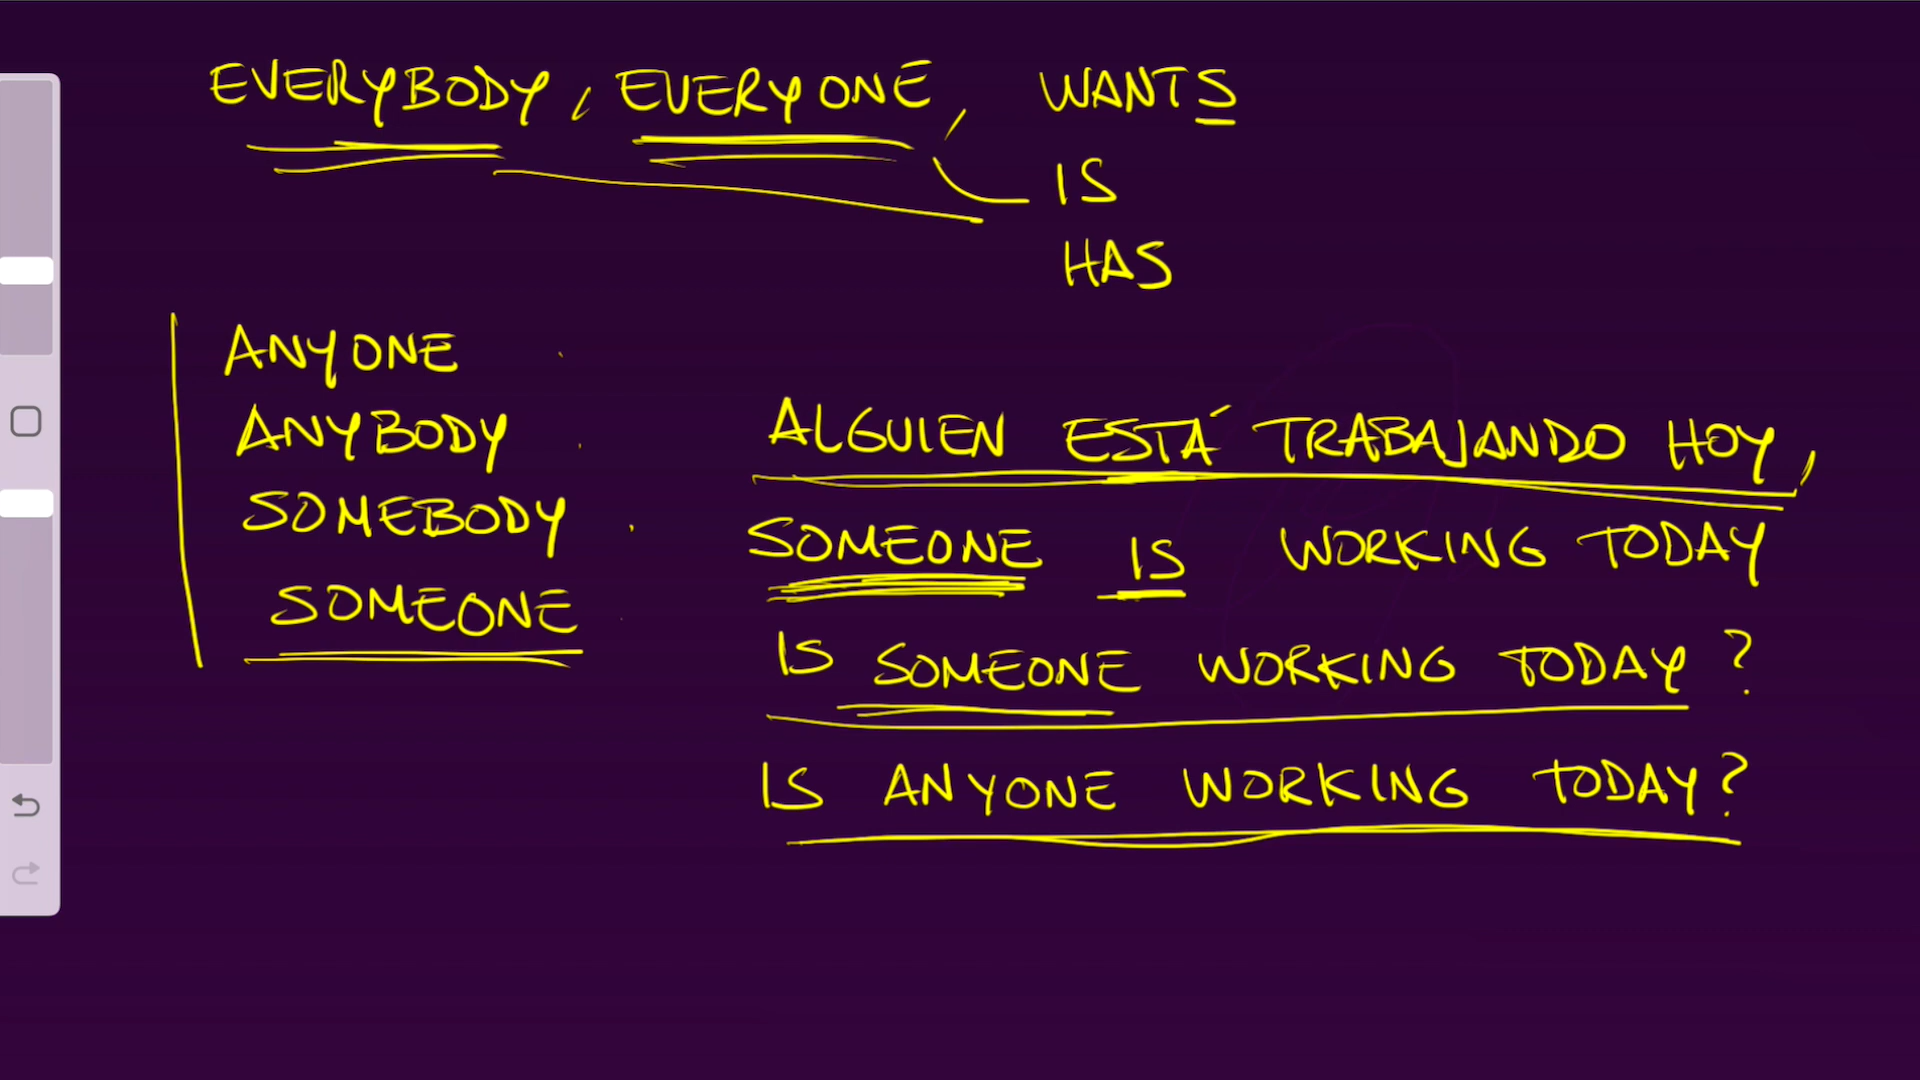 EVERYBODY, EVERYONE, WANTS
IS
HAS
ANYONE
ANYBODY
SOMEBODY
SOMEONE
ALGUIEN ESTÁ TRABAJANDO HOY,
SOMEONE IS WORKING TODAY
IS SOMEONE WORKING TODAY?
IS ANYONE WORKING TODAY?